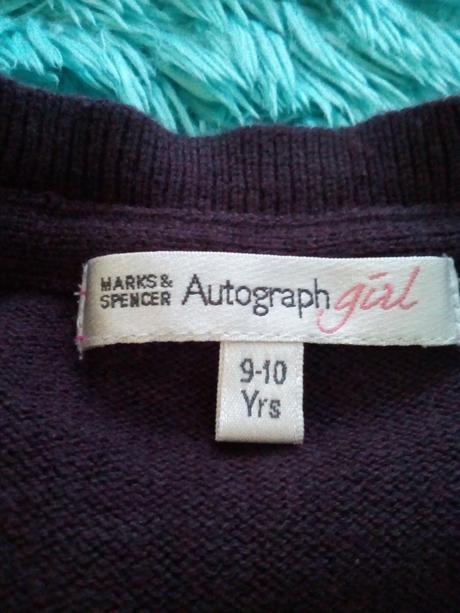 MARKS &
SPENCER Autograph girl
9-10
Yrs